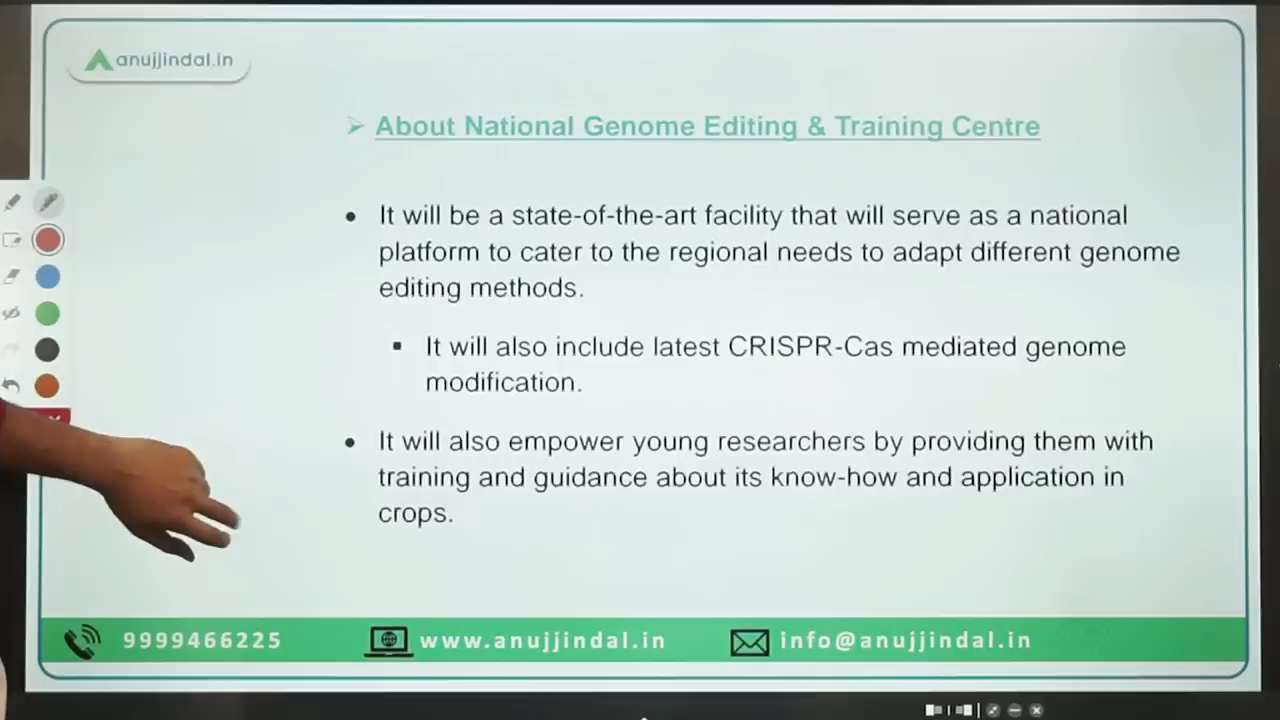 anujjindal.in
About National Genome Editing & Training Centre
It will be a state-of-the-art facility that will serve as a national
platform to cater to the regional needs to adapt different genome
editing methods.
It will also include latest CRISPR-Cas mediated genome
modification.
It will also empower young researchers by providing them with
training and guidance about its know-how and application in
crops.
9999466225 www.anujjindal.in info@anujjindal.in